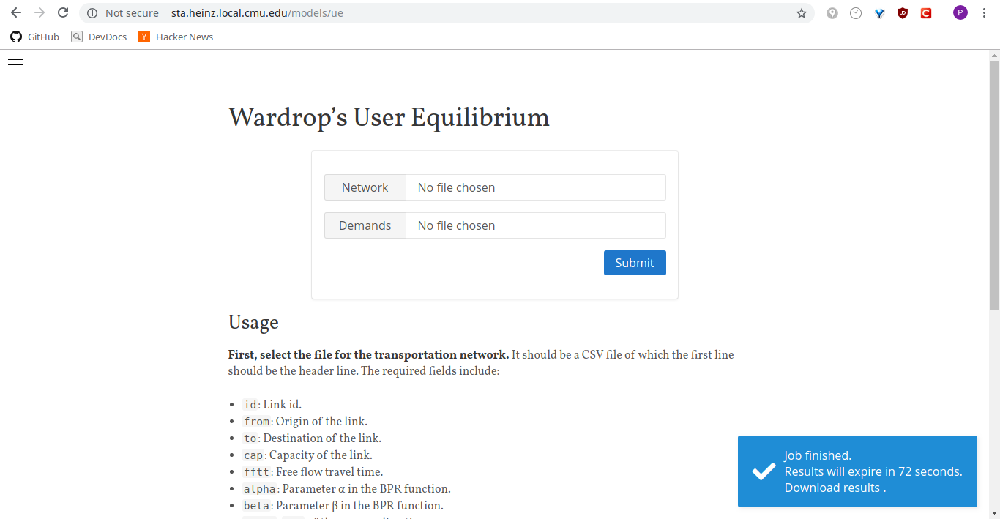 Not secure | sta.heinz.local.cmu.edu/models/ue
P
GitHub DevDocs Y Hacker News
Wardrop’s User Equilibrium
Network No file chosen
Demands No file chosen
Submit
Usage
First, select the file for the transportation network. It should be a CSV file of which the first line
should be the header line. The required fields include:
• id: Link id.
• from: Origin of the link.
• to: Destination of the link.
• cap: Capacity of the link.
• fftt: Free flow travel time.
• alpha: Parameter α in the BPR function.
• beta: Parameter β in the BPR function.
Job finished.
Results will expire in 72 seconds.
Download results .